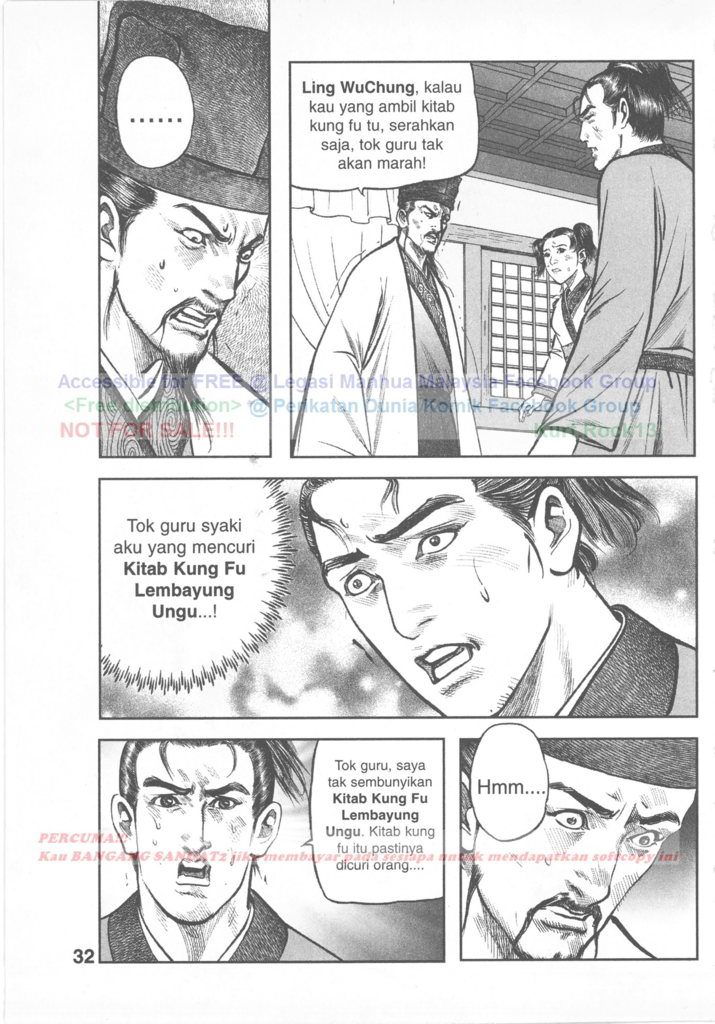 ......
Ling WuChung, kalau
kau yang ambil kitab
kung fu tu, serahkan
saja, tok guru tak
akan marah!
Accessible for FREE @ Legasi Manhua Malaysia Facebook Group
<Free distribution> @ Perikatan Dunia Komik Facebook Group
NOT FOR SALE!!! Kuri Rock13
Tok guru syaki
aku yang mencuri
Kitab Kung Fu
Lembayung
Ungu...!
Tok guru, saya
tak sembunyikan
Kitab Kung Fu
Lembayung
Ungu. Kitab kung
fu itu pastinya
dicuri orang....
Hmm....
PERCUMA!!
Kau BANGANG SANGAT2 jika membayar pada sesiapa untuk mendapatkan softcopy ini
32